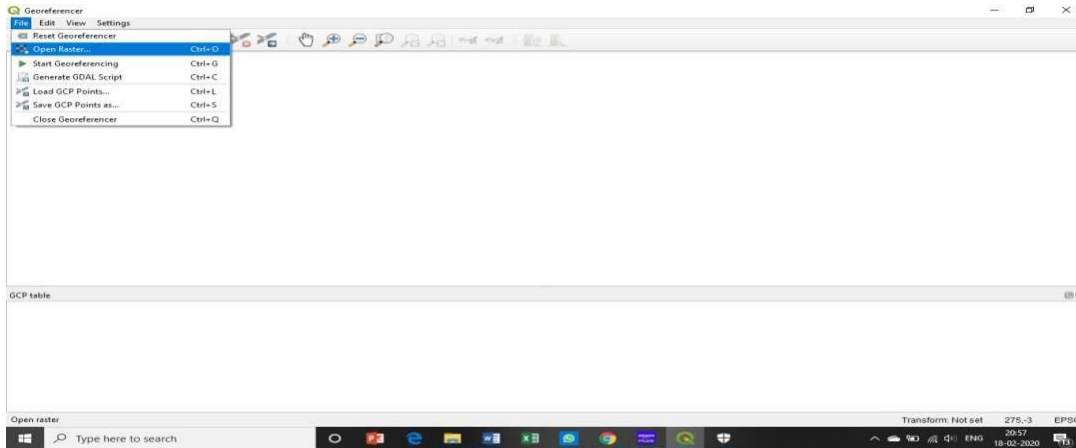 Georeferencer
File Edit View Settings
Reset Georeferencer
Open Raster... Ctrl+O
Start Georeferencing Ctrl+G
Generate GDAL Script Ctrl+C
Load GCP Points... Ctrl+L
Save GCP Points as... Ctrl+S
Close Georeferencer Ctrl+Q
GCP table
Open raster Transform: Not set 275,-3 EPSG
Type here to search ENG 20:57
18-02-2020